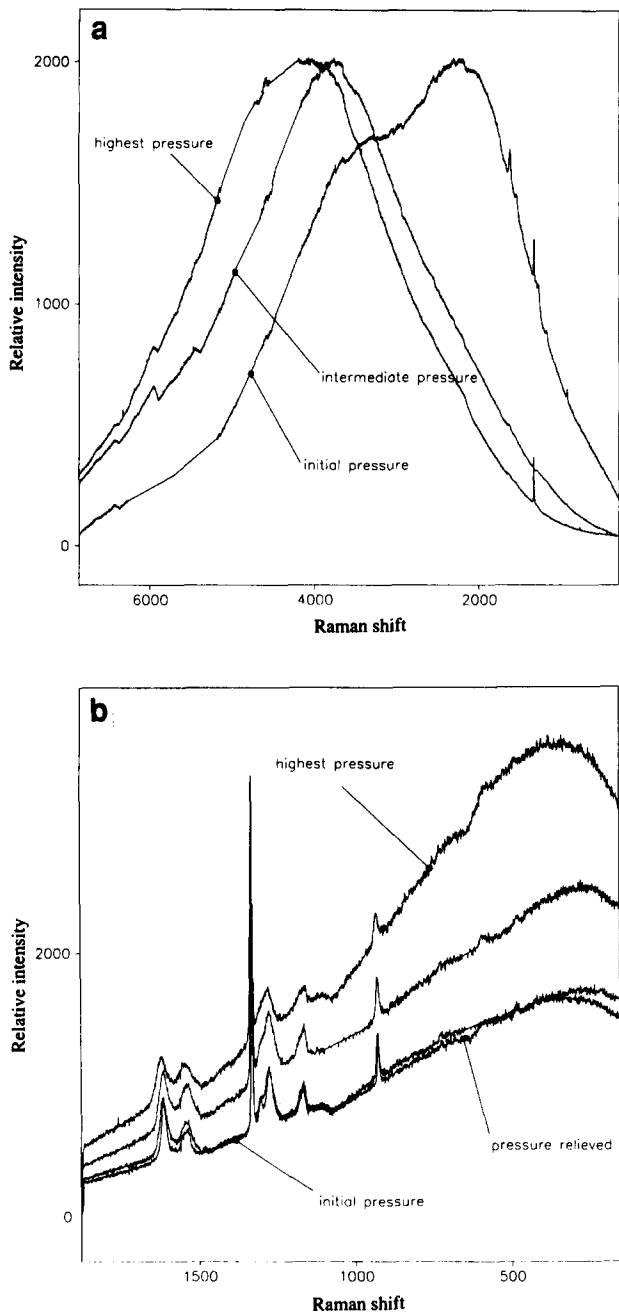 a
2000
highest pressure
1000
intermediate pressure
initial pressure
0
Relative intensity
6000 4000 2000
Raman shift
b
highest pressure
2000
pressure relieved
initial pressure
0
Relative intensity
1500 1000 500
Raman shift